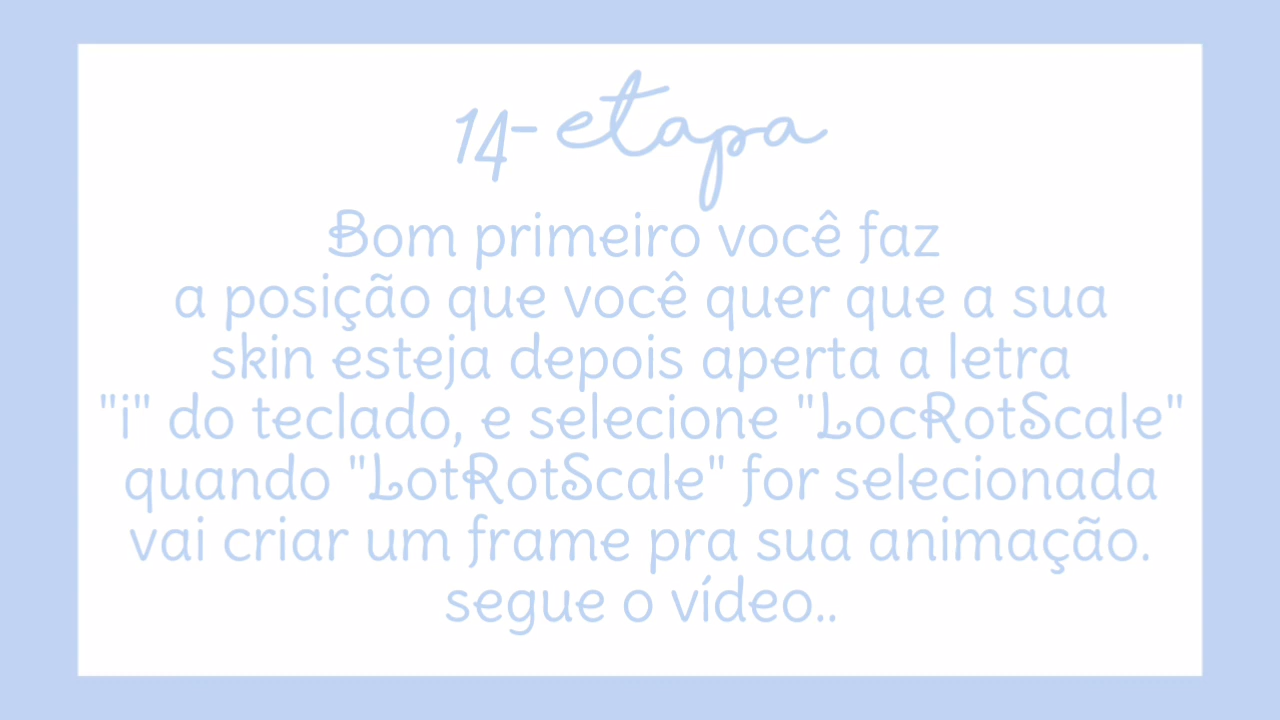 14- etapa
Bom primeiro você faz
a posição que você quer que a sua
skin esteja depois aperta a letra
"i" do teclado, e selecione "LocRotScale"
quando "LotRotScale" for selecionada
vai criar um frame pra sua animação.
segue o vídeo..